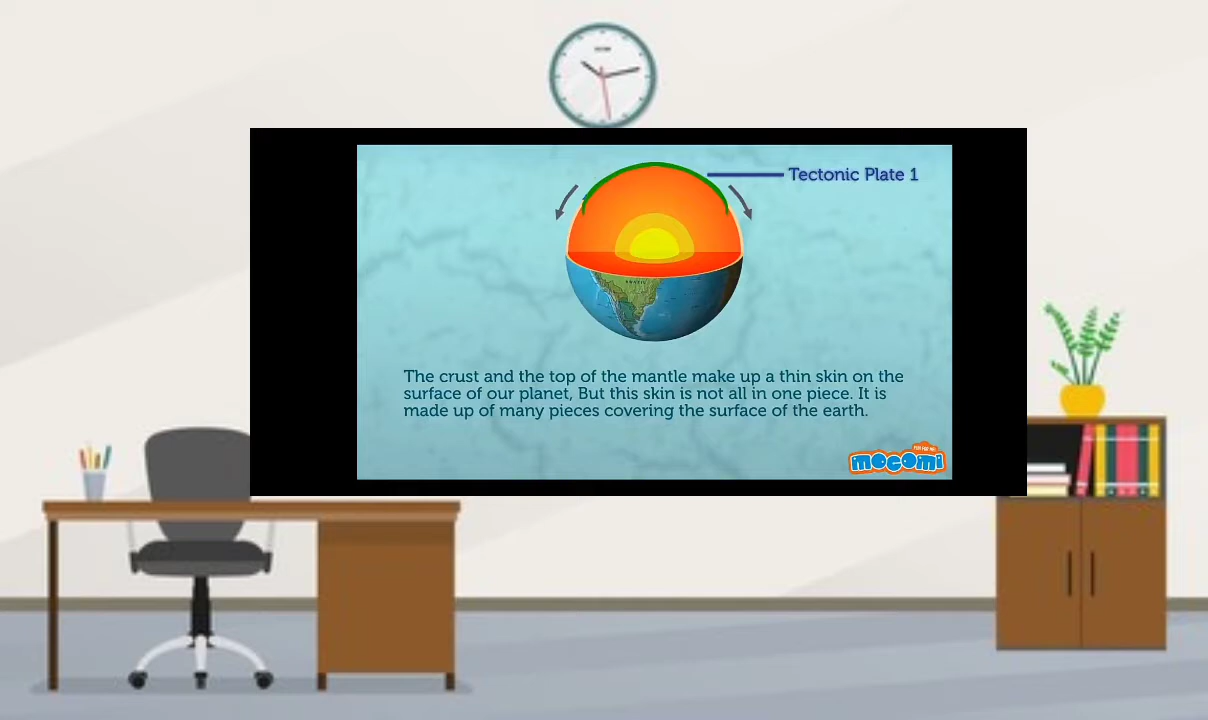 Tectonic Plate 1
The crust and the top of the mantle make up a thin skin on the
surface of our planet, But this skin is not all in one piece. It is
made up of many pieces covering the surface of the earth.
mocomi